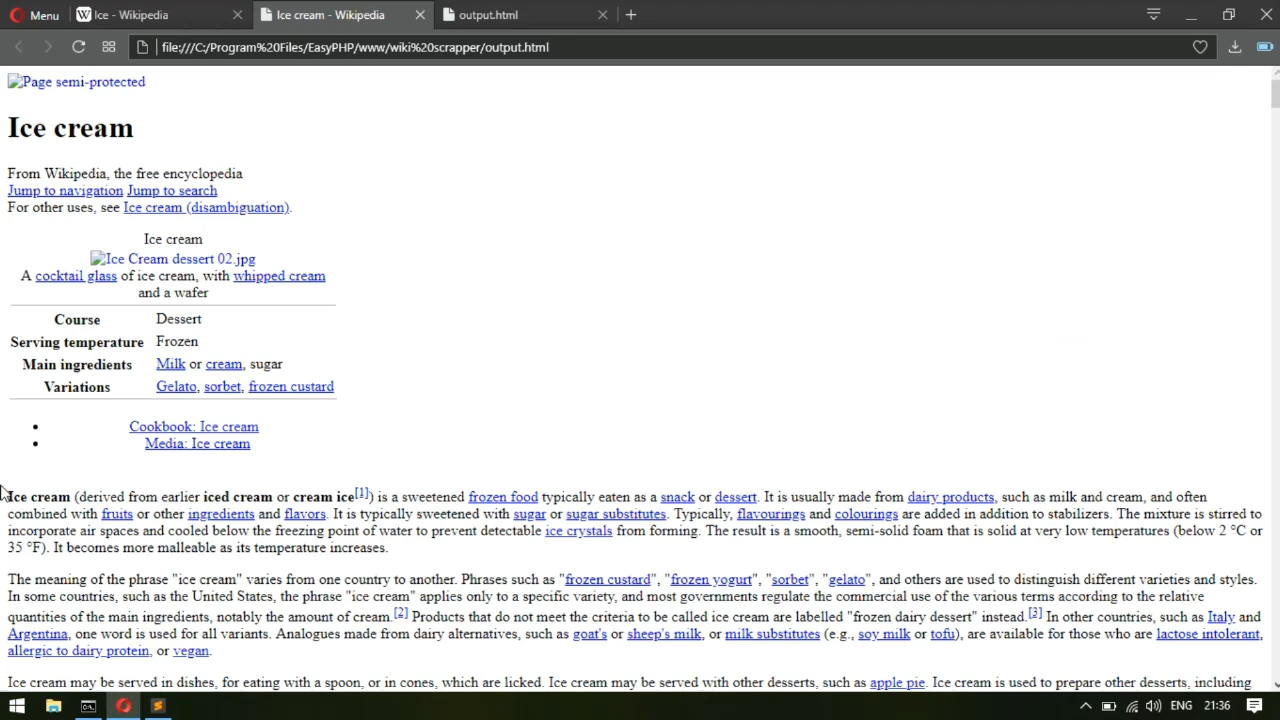 Menu
Ice - Wikipedia
Ice cream - Wikipedia
output.html
file:///C:/Program%20Files/EasyPHP/www/wiki%20scrapper/output.html
Page semi-protected
Ice cream
From Wikipedia, the free encyclopedia
Jump to navigation Jump to search
For other uses, see Ice cream (disambiguation).
Ice cream
Ice Cream dessert 02.jpg
A cocktail glass of ice cream, with whipped cream
and a wafer
Course Dessert
Serving temperature Frozen
Main ingredients Milk or cream, sugar
Variations Gelato, sorbet, frozen custard
• Cookbook: Ice cream
• Media: Ice cream
Ice cream (derived from earlier iced cream or cream ice[1]) is a sweetened frozen food typically eaten as a snack or dessert. It is usually made from dairy products, such as milk and cream, and often
combined with fruits or other ingredients and flavors. It is typically sweetened with sugar or sugar substitutes. Typically, flavourings and colourings are added in addition to stabilizers. The mixture is stirred to
incorporate air spaces and cooled below the freezing point of water to prevent detectable ice crystals from forming. The result is a smooth, semi-solid foam that is solid at very low temperatures (below 2 °C or
35 °F). It becomes more malleable as its temperature increases.
The meaning of the phrase "ice cream" varies from one country to another. Phrases such as "frozen custard", "frozen yogurt", "sorbet", "gelato", and others are used to distinguish different varieties and styles.
In some countries, such as the United States, the phrase "ice cream" applies only to a specific variety, and most governments regulate the commercial use of the various terms according to the relative
quantities of the main ingredients, notably the amount of cream.[2] Products that do not meet the criteria to be called ice cream are labelled "frozen dairy dessert" instead.[3] In other countries, such as Italy and
Argentina, one word is used for all variants. Analogues made from dairy alternatives, such as goat's or sheep's milk, or milk substitutes (e.g., soy milk or tofu), are available for those who are lactose intolerant,
allergic to dairy protein, or vegan.
Ice cream may be served in dishes, for eating with a spoon, or in cones, which are licked. Ice cream may be served with other desserts, such as apple pie. Ice cream is used to prepare other desserts, including
ENG 21:36